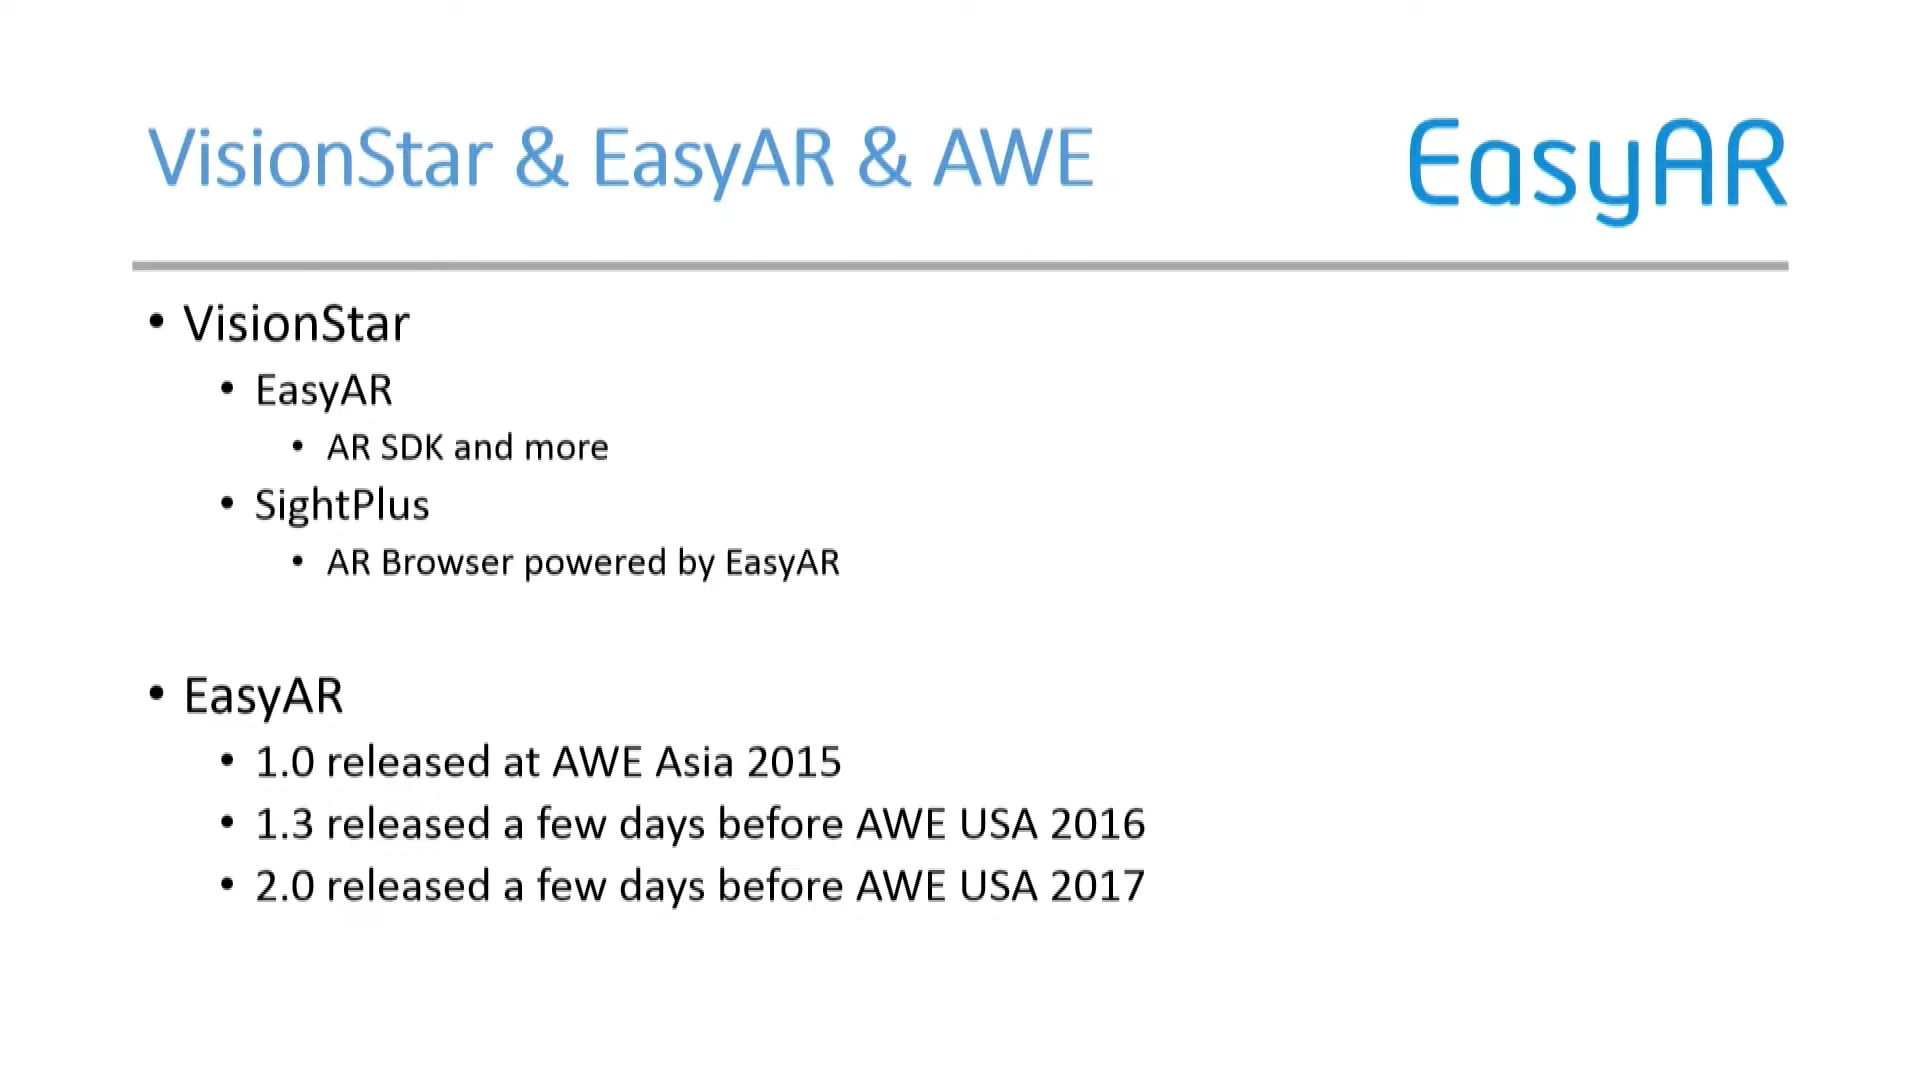 VisionStar & EasyAR & AWE
EasyAR
• VisionStar
• EasyAR
• AR SDK and more
• SightPlus
• AR Browser powered by EasyAR
• EasyAR
• 1.0 released at AWE Asia 2015
• 1.3 released a few days before AWE USA 2016
• 2.0 released a few days before AWE USA 2017